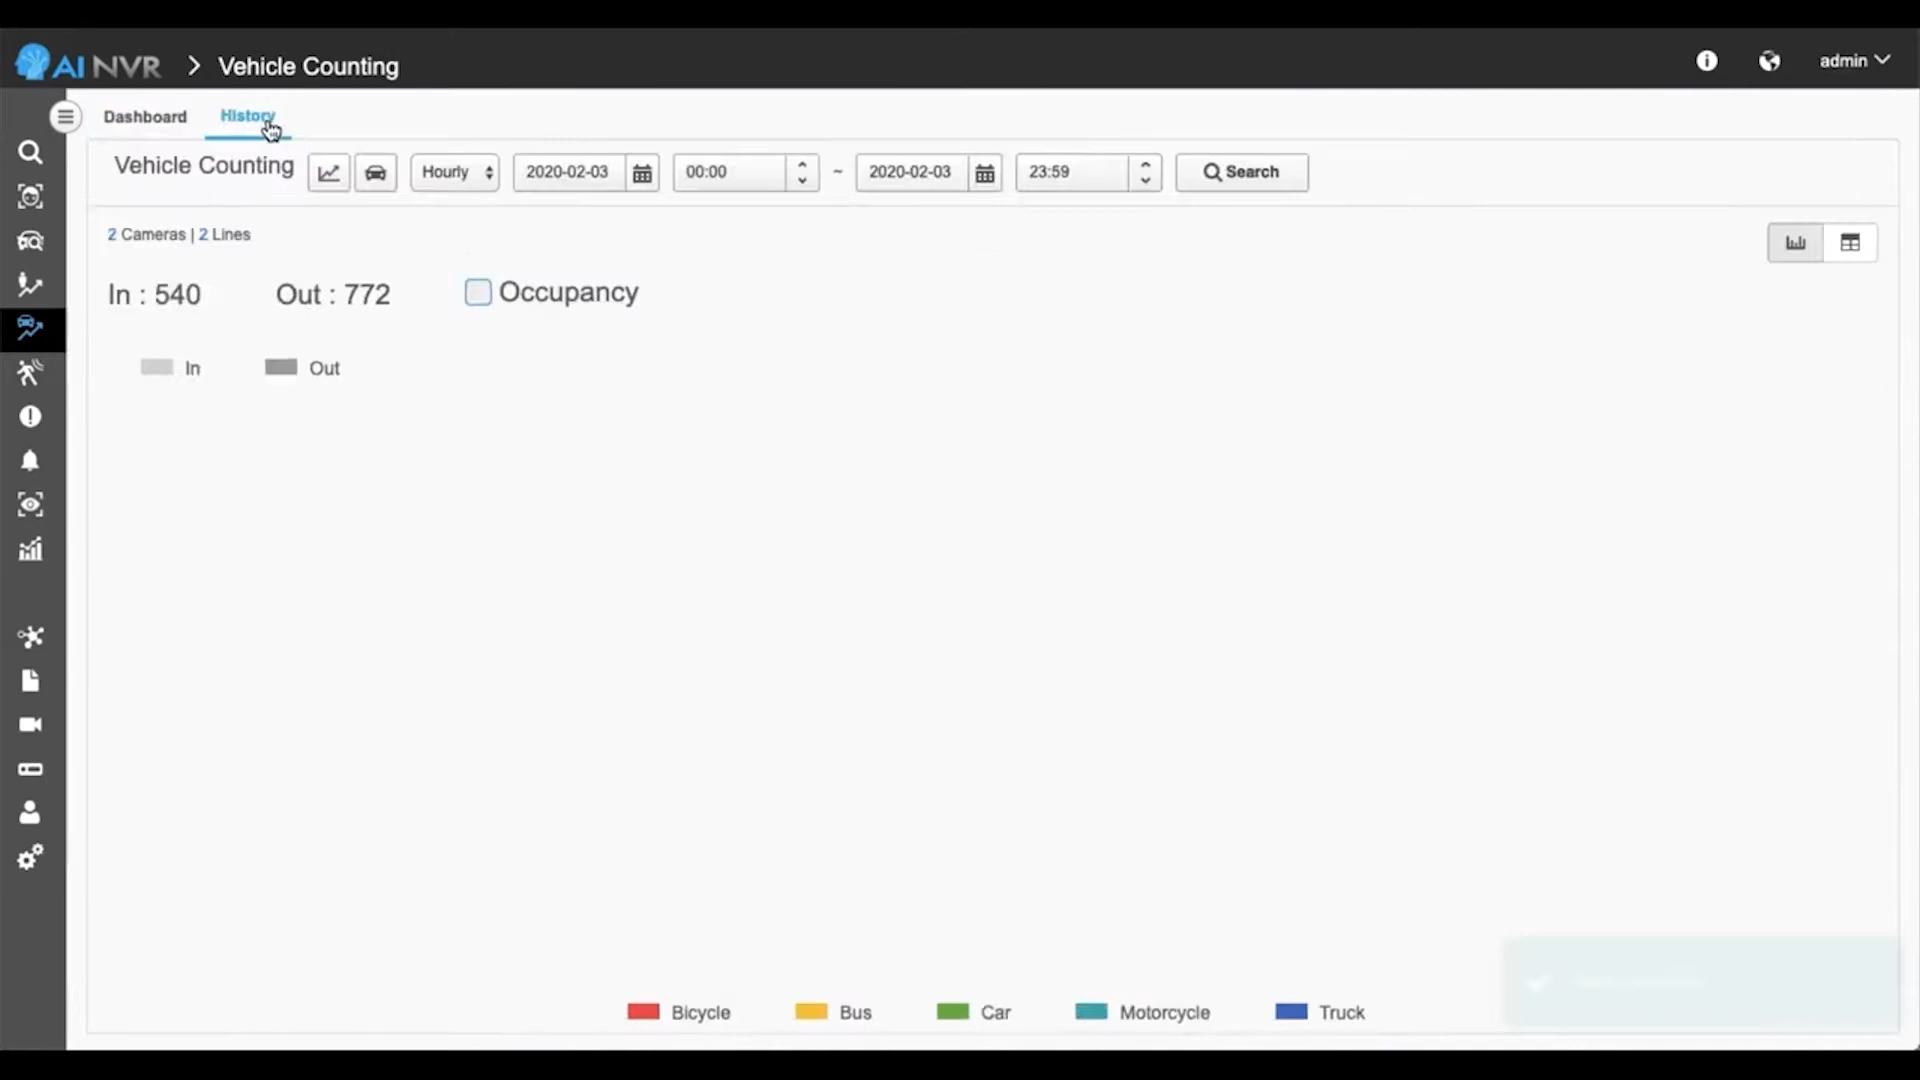 AI NVR > Vehicle Counting
admin
Dashboard History
Vehicle Counting Hourly 2020-02-03 00:00 ~ 2020-02-03 23:59 Search
2 Cameras | 2 Lines
In : 540 Out : 772 Occupancy
In Out
Bicycle Bus Car Motorcycle Truck